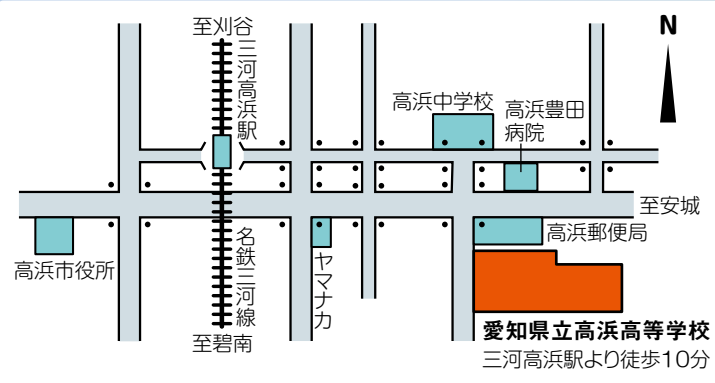 至刈谷
三河高浜駅
N
高浜中学校
高浜豊田
病院
至安城
高浜市役所
名鉄三河線
ヤマナカ
高浜郵便局
至碧南
愛知県立高浜高等学校
三河高浜駅より徒歩10分